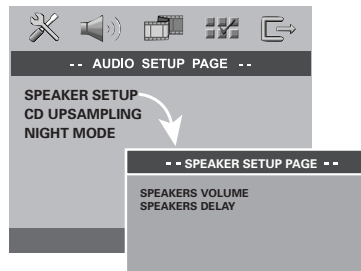 -- AUDIO SETUP PAGE --
SPEAKER SETUP
CD UPSAMPLING
NIGHT MODE
-- SPEAKER SETUP PAGE --
SPEAKERS VOLUME
SPEAKERS DELAY